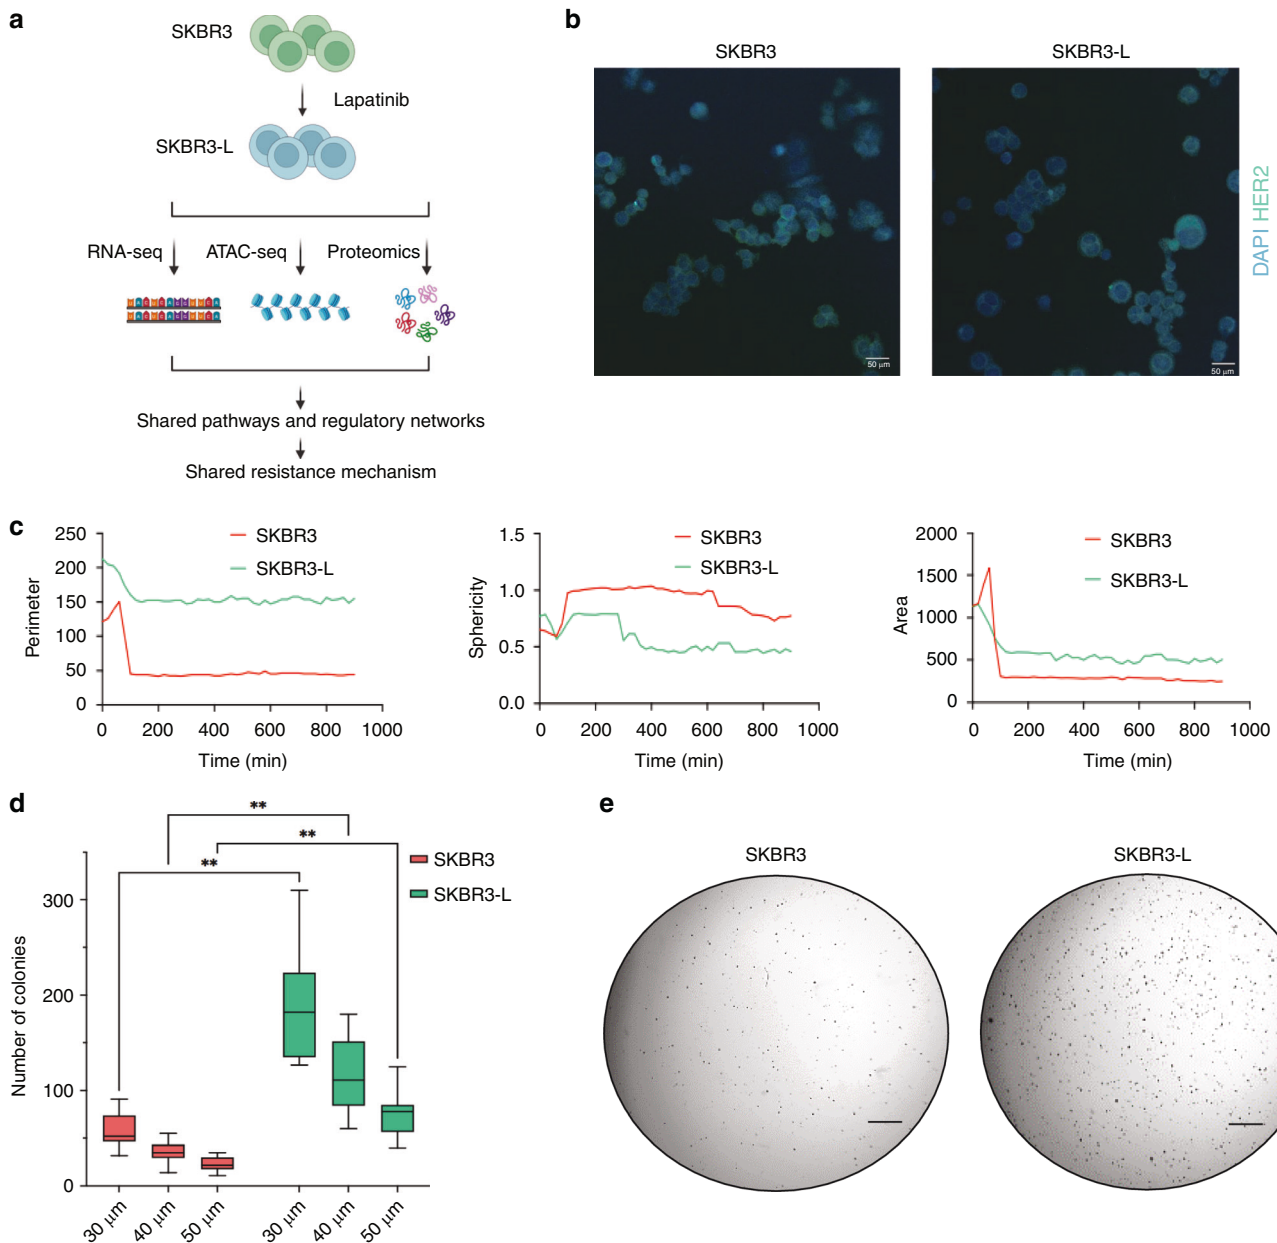 a
SKBR3
Lapatinib
SKBR3-L
RNA-seq
ATAC-seq
Proteomics
Shared pathways and regulatory networks
Shared resistance mechanism
b
SKBR3
SKBR3-L
50 μm
50 μm
DAPI HER2
c
250
200
150
100
50
0
Perimeter
SKBR3
SKBR3-L
0 200 400 600 800 1000
Time (min)
1.5
1.0
0.5
0.0
Sphericity
SKBR3
SKBR3-L
0 200 400 600 800 1000
Time (min)
2000
1500
1000
500
0
Area
SKBR3
SKBR3-L
0 200 400 600 800 1000
Time (min)
d
**
**
**
SKBR3
SKBR3-L
300
200
100
0
Number of colonies
30 μm
40 μm
50 μm
30 μm
40 μm
50 μm
e
SKBR3
SKBR3-L